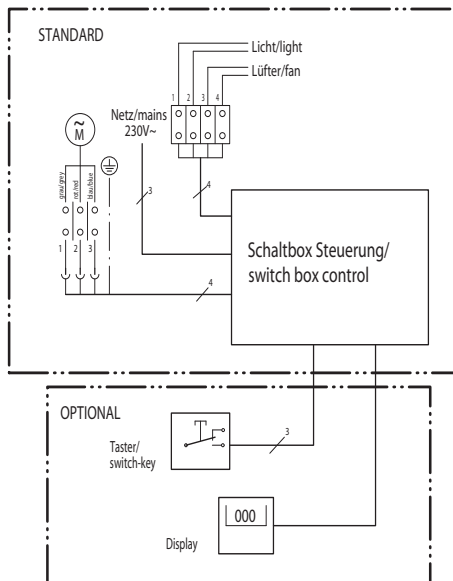 STANDARD
Licht/light
Lüfter/fan
1 2 3 4
Netz/mains
230V~
~
M
grau/grey
rot/red
blau/blue
3
4
Schaltbox Steuerung/
switch box control
1 2 3
4
OPTIONAL
Taster/
switch-key
3
000
Display